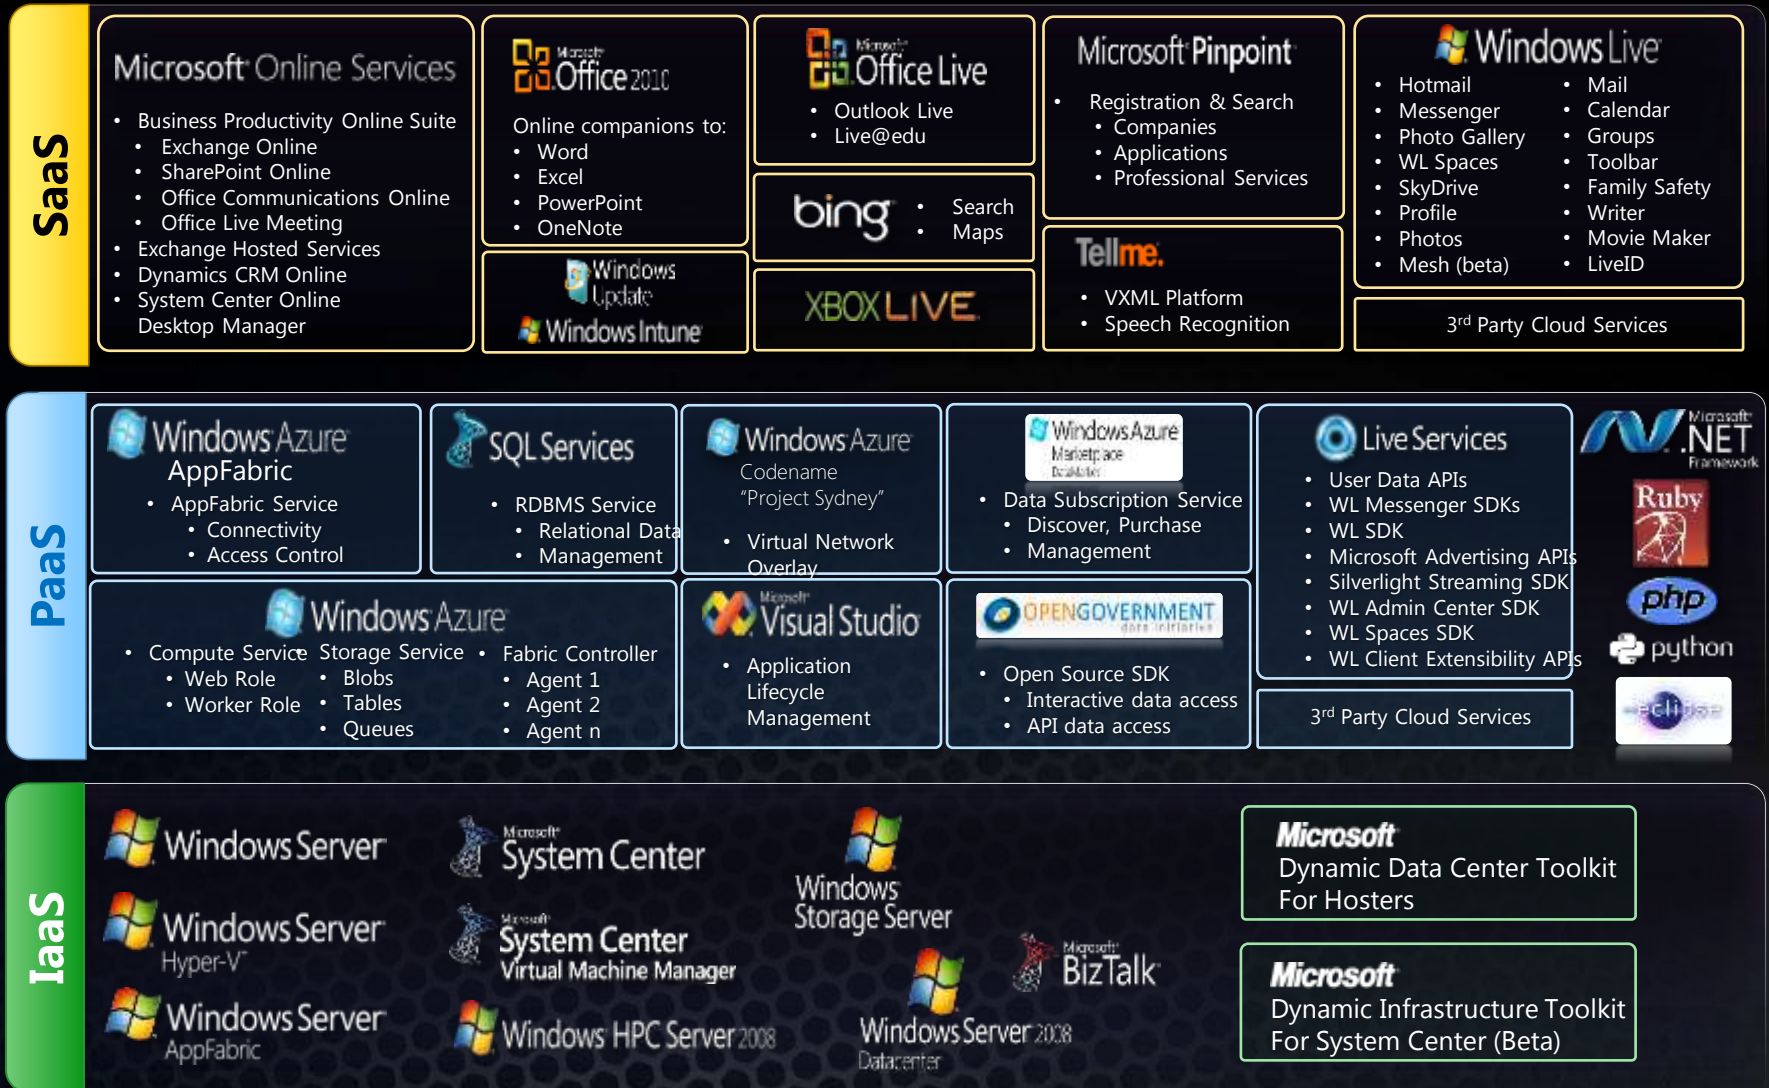 SaaS
Microsoft Online Services
• Business Productivity Online Suite
• Exchange Online
• SharePoint Online
• Office Communications Online
• Office Live Meeting
• Exchange Hosted Services
• Dynamics CRM Online
• System Center Online
Desktop Manager
Microsoft
Office 2010
Online companions to:
• Word
• Excel
• PowerPoint
• OneNote
Windows
Update
Windows Intune
Microsoft
Office Live
• Outlook Live
• Live@edu
bing
• Search
• Maps
XBOX LIVE
Microsoft Pinpoint
• Registration & Search
• Companies
• Applications
• Professional Services
Tellme.
• VXML Platform
• Speech Recognition
Windows Live
• Hotmail
• Messenger
• Photo Gallery
• WL Spaces
• SkyDrive
• Profile
• Photos
• Mesh (beta)
• Mail
• Calendar
• Groups
• Toolbar
• Family Safety
• Writer
• Movie Maker
• LiveID
3rd Party Cloud Services
PaaS
Windows Azure
AppFabric
• AppFabric Service
• Connectivity
• Access Control
SQL Services
• RDBMS Service
• Relational Data
• Management
Windows Azure
Codename
"Project Sydney"
• Virtual Network
Overlay
Windows Azure
Marketplace
DataMarket
• Data Subscription Service
• Discover, Purchase
• Management
Live Services
• User Data APIs
• WL Messenger SDKs
• WL SDK
• Microsoft Advertising APIs
• Silverlight Streaming SDK
• WL Admin Center SDK
• WL Spaces SDK
• WL Client Extensibility APIs
3rd Party Cloud Services
Windows Azure
• Compute Service
• Web Role
• Worker Role
• Storage Service
• Blobs
• Tables
• Queues
• Fabric Controller
• Agent 1
• Agent 2
• Agent n
Microsoft
Visual Studio
• Application
Lifecycle
Management
OPENGOVERNMENT
data initiative
• Open Source SDK
• Interactive data access
• API data access
Microsoft
.NET
Framework
Ruby
php
python
eclipse
IaaS
Windows Server
Windows Server
Hyper-V
Windows Server
AppFabric
Microsoft
System Center
Microsoft
System Center
Virtual Machine Manager
Windows HPC Server 2008
Windows
Storage Server
Windows Server 2008
Datacenter
Microsoft
BizTalk
Microsoft
Dynamic Data Center Toolkit
For Hosters
Microsoft
Dynamic Infrastructure Toolkit
For System Center (Beta)